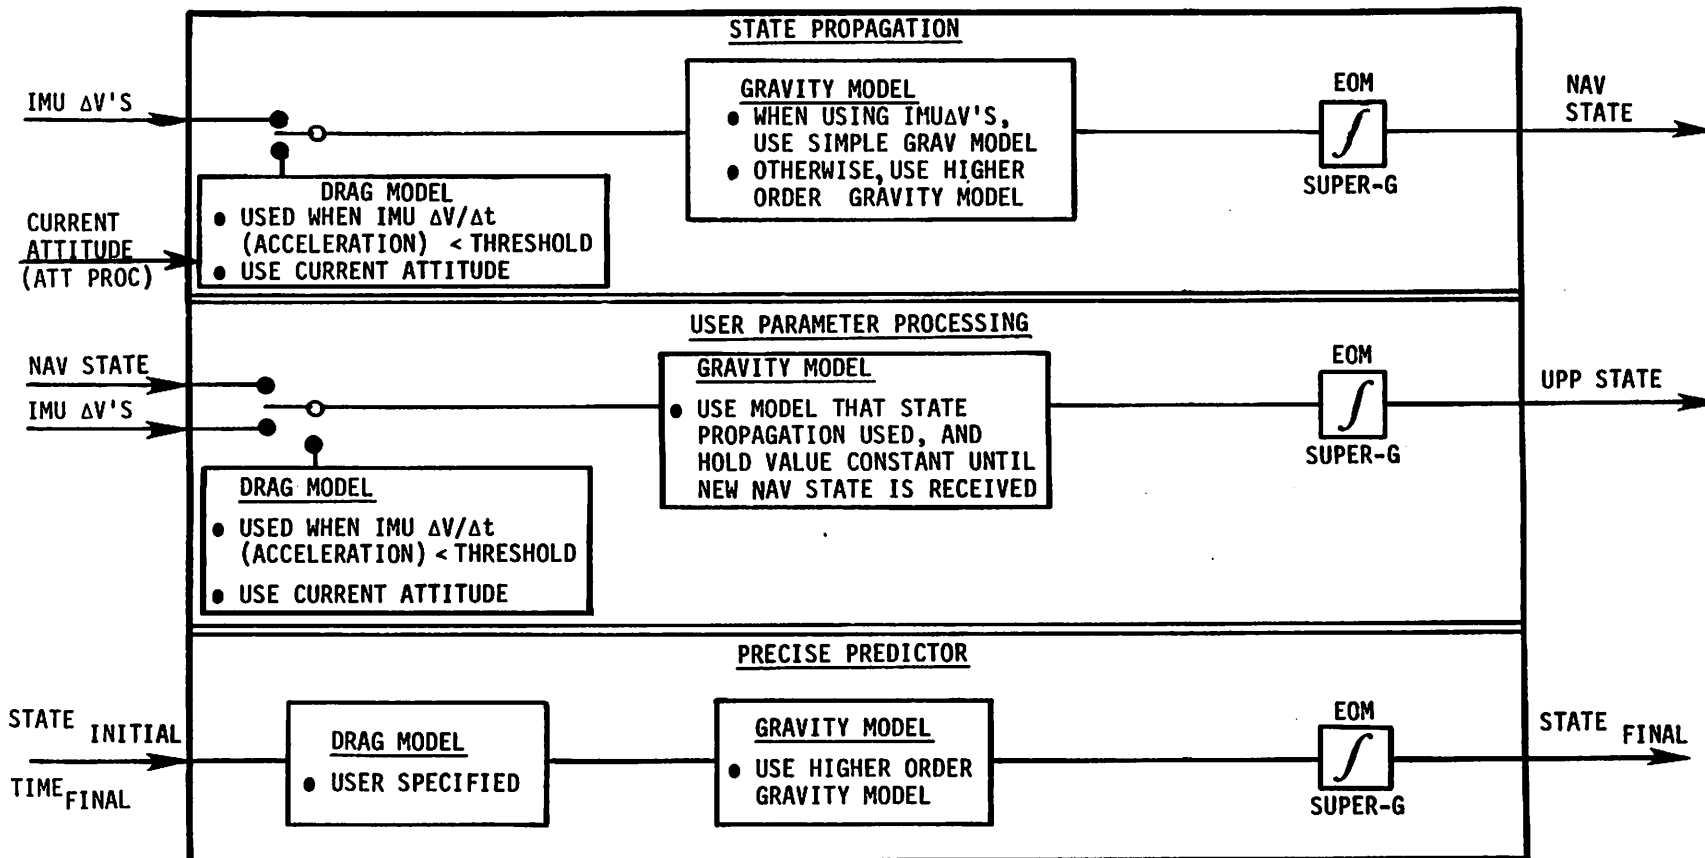 STATE PROPAGATION
IMU ΔV'S
GRAVITY MODEL
● WHEN USING IMUΔV'S,
USE SIMPLE GRAV MODEL
● OTHERWISE, USE HIGHER
ORDER GRAVITY MODEL
EOM
∫
SUPER-G
NAV
STATE
DRAG MODEL
● USED WHEN IMU ΔV/Δt
(ACCELERATION) < THRESHOLD
● USE CURRENT ATTITUDE
CURRENT
ATTITUDE
(ATT PROC)
USER PARAMETER PROCESSING
NAV STATE
IMU ΔV'S
GRAVITY MODEL
● USE MODEL THAT STATE
PROPAGATION USED, AND
HOLD VALUE CONSTANT UNTIL
NEW NAV STATE IS RECEIVED
EOM
∫
SUPER-G
UPP STATE
DRAG MODEL
● USED WHEN IMU ΔV/Δt
(ACCELERATION) < THRESHOLD
● USE CURRENT ATTITUDE
PRECISE PREDICTOR
STATE INITIAL
TIME FINAL
DRAG MODEL
● USER SPECIFIED
GRAVITY MODEL
● USE HIGHER ORDER
GRAVITY MODEL
EOM
∫
SUPER-G
STATE FINAL